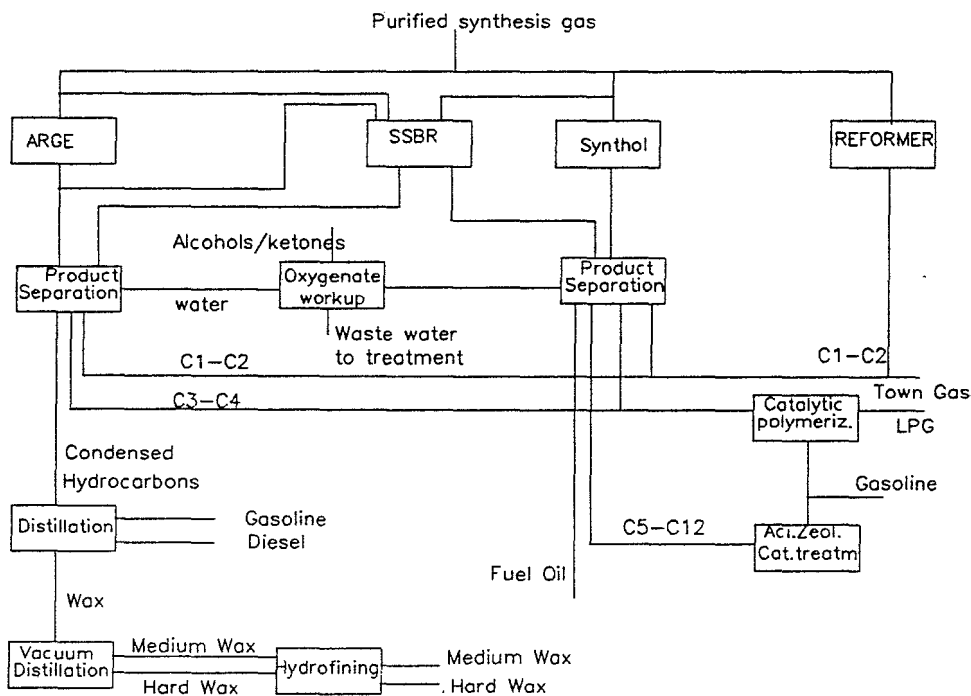 Purified synthesis gas
ARGE
SSBR
Synthol
REFORMER
Alcohols/ketones
Product
Separation
water
Oxygenate
workup
Product
Separation
Waste water
to treatment
C1-C2
C1-C2
Town Gas
C3-C4
Catalytic
polymeriz.
LPG
Condensed
Hydrocarbons
Gasoline
Distillation
Gasoline
Diesel
C5-C12
Aci.Zeol.
Cat.treatm
Fuel Oil
Wax
Vacuum
Distillation
Medium Wax
Hard Wax
Hydrofining
Medium Wax
Hard Wax